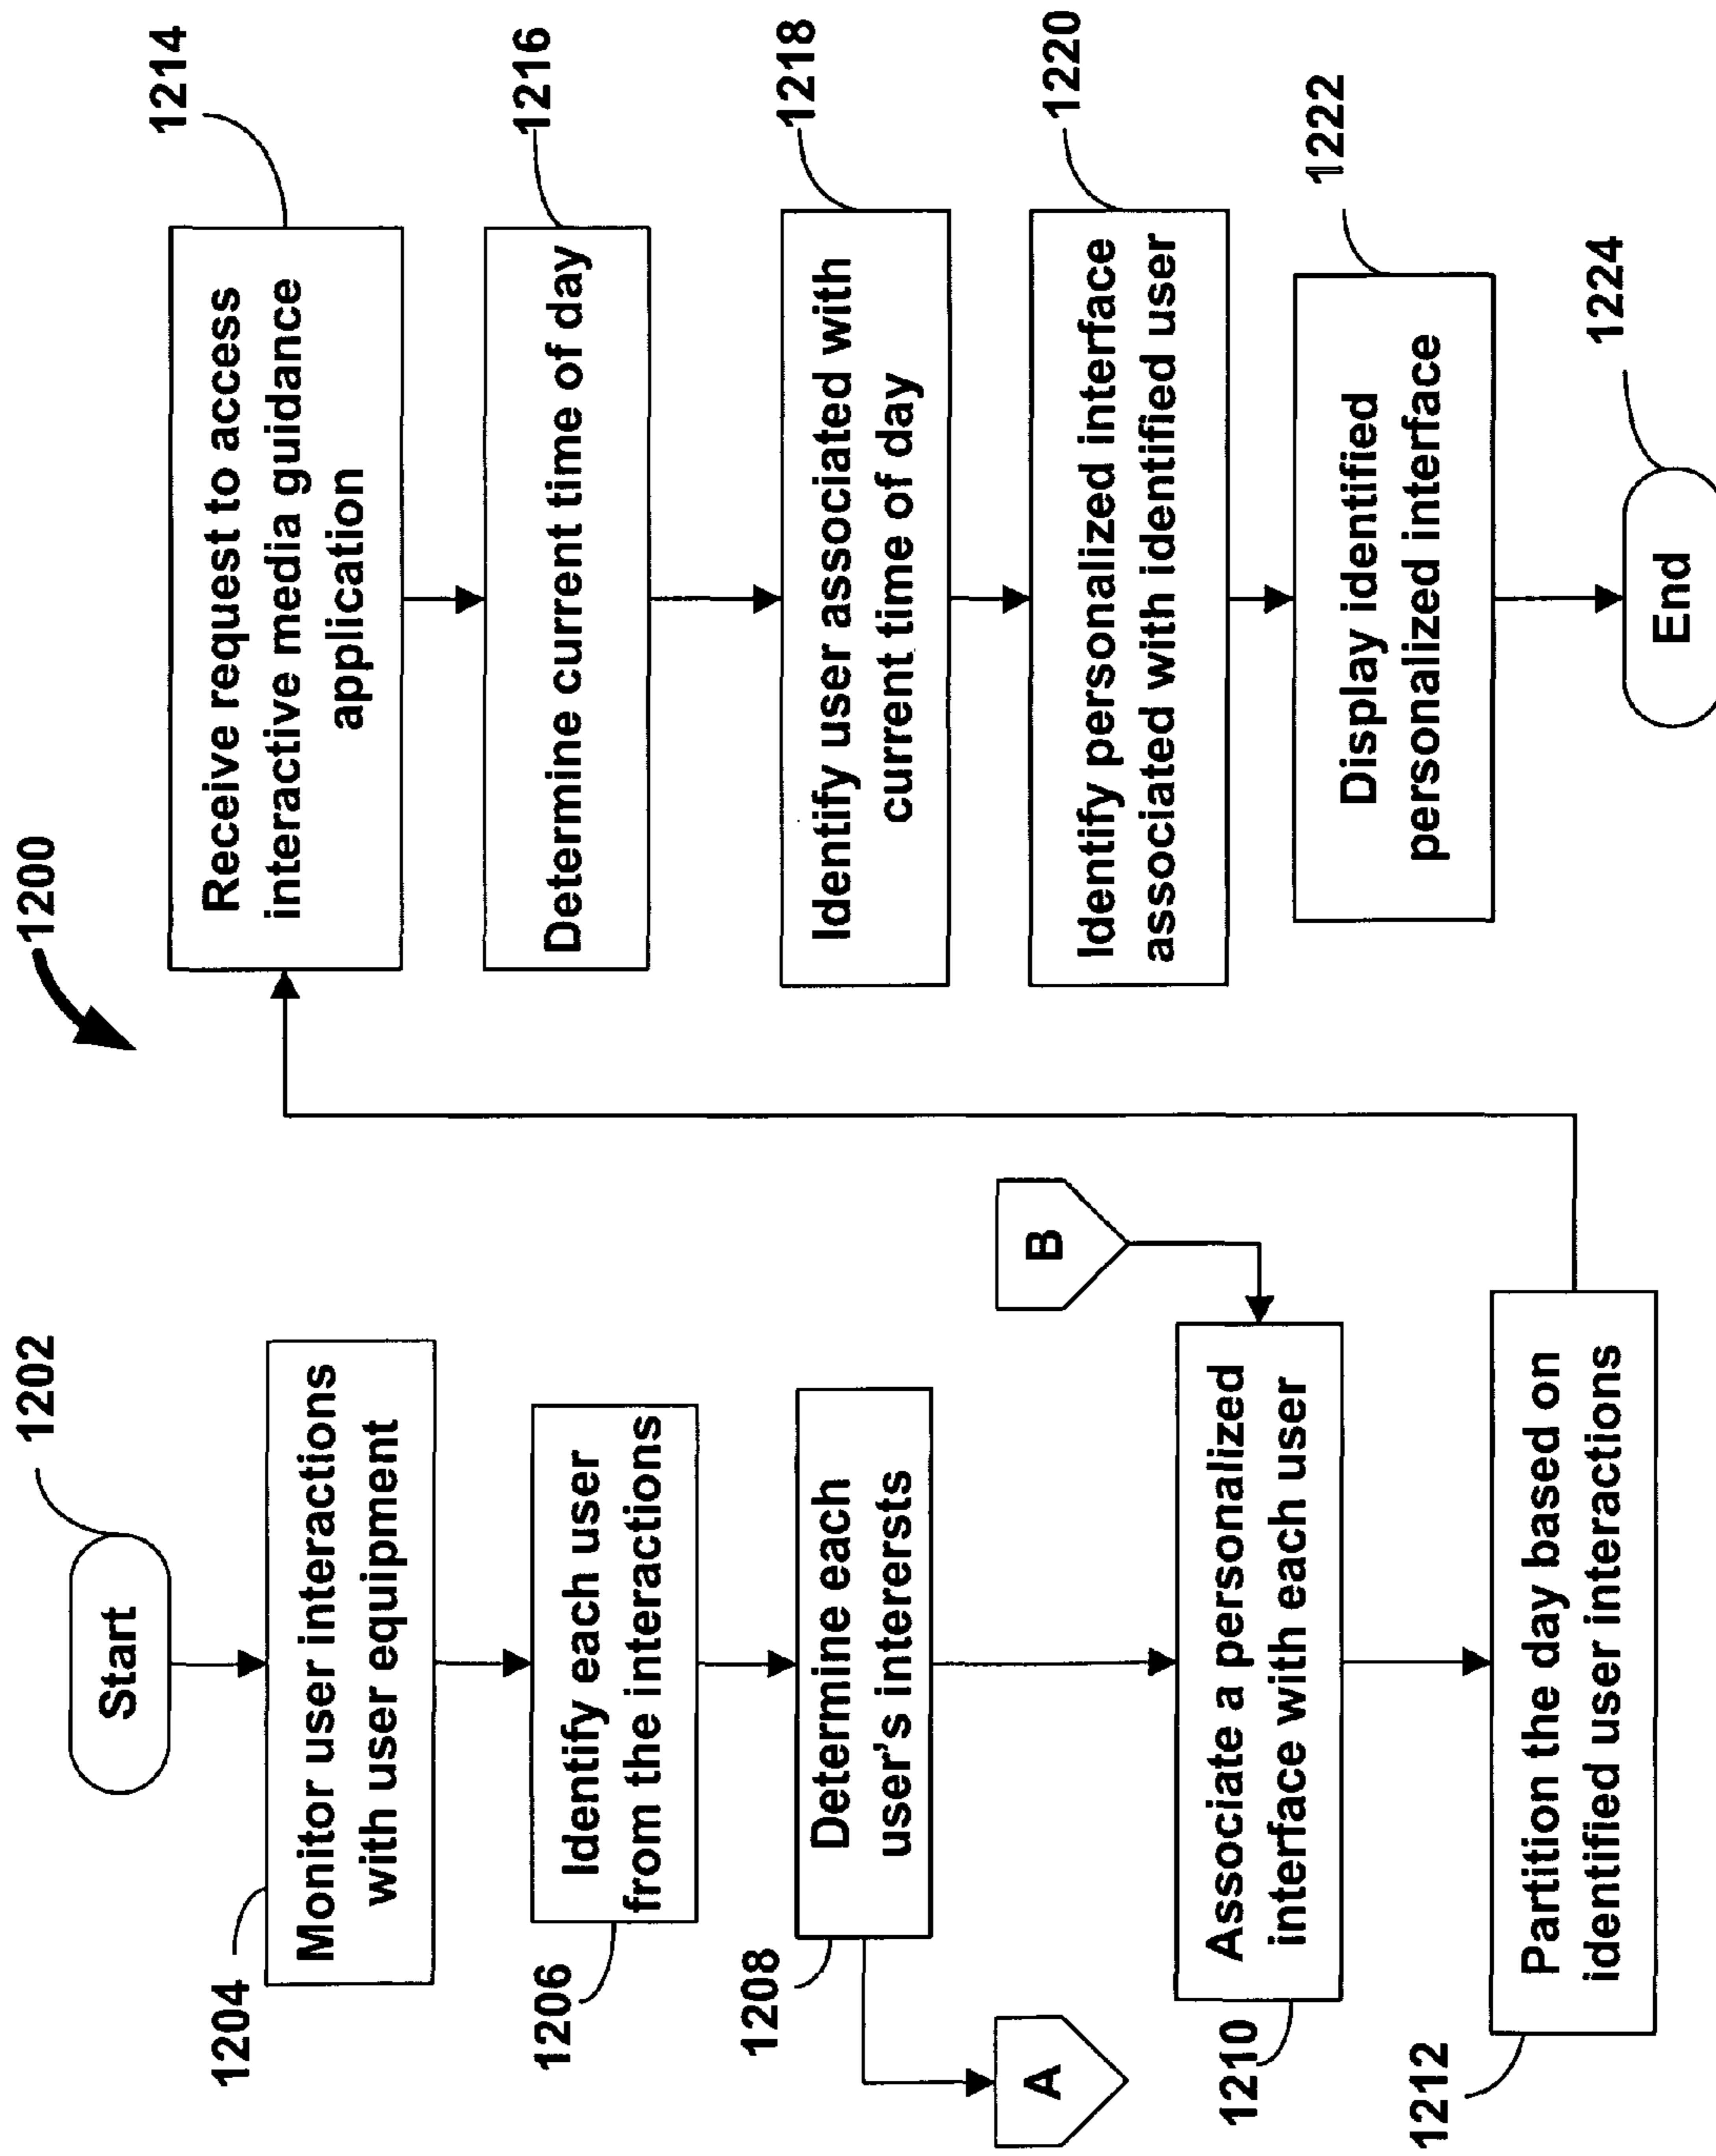 1200
1202
Start
1204
Monitor user interactions
with user equipment
1206
Identify each user
from the interactions
1208
Determine each
user's intersts
A
B
1210
Associate a personalized
interface with each user
1212
Partition the day based on
identified user interactions
1214
Receive request to access
interactive media guidance
application
1216
Determine current time of day
1218
Identify user associated with
current time of day
1220
Identify personalized interface
associated with identified user
1222
Display identified
personalized interface
1224
End